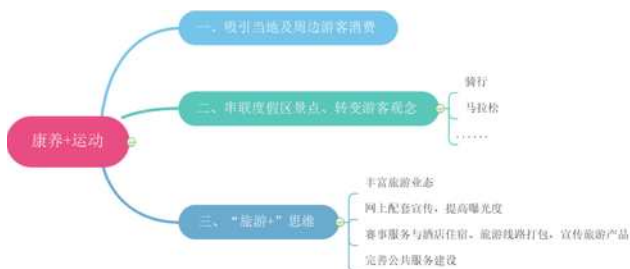 康养+运动
一、吸引当地及周边游客消费
二、串联度假区景点、转变游客观念
骑行
马拉松
......
三、“旅游+”思维
丰富旅游业态
网上配套宣传，提高曝光度
赛事服务与酒店住宿、旅游线路打包，宣传旅游产品
完善公共服务建设